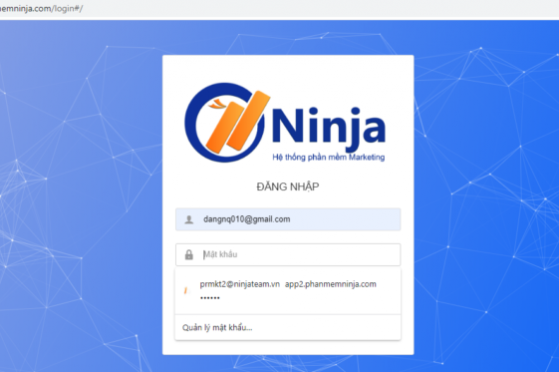 emninja.com/login#/
Ninja
Hệ thống phần mềm Marketing
ĐĂNG NHẬP
dangnq010@gmail.com
Mật khẩu
prmkt2@ninjateam.vn app2.phanmemninja.com
••••••
Quản lý mật khẩu...